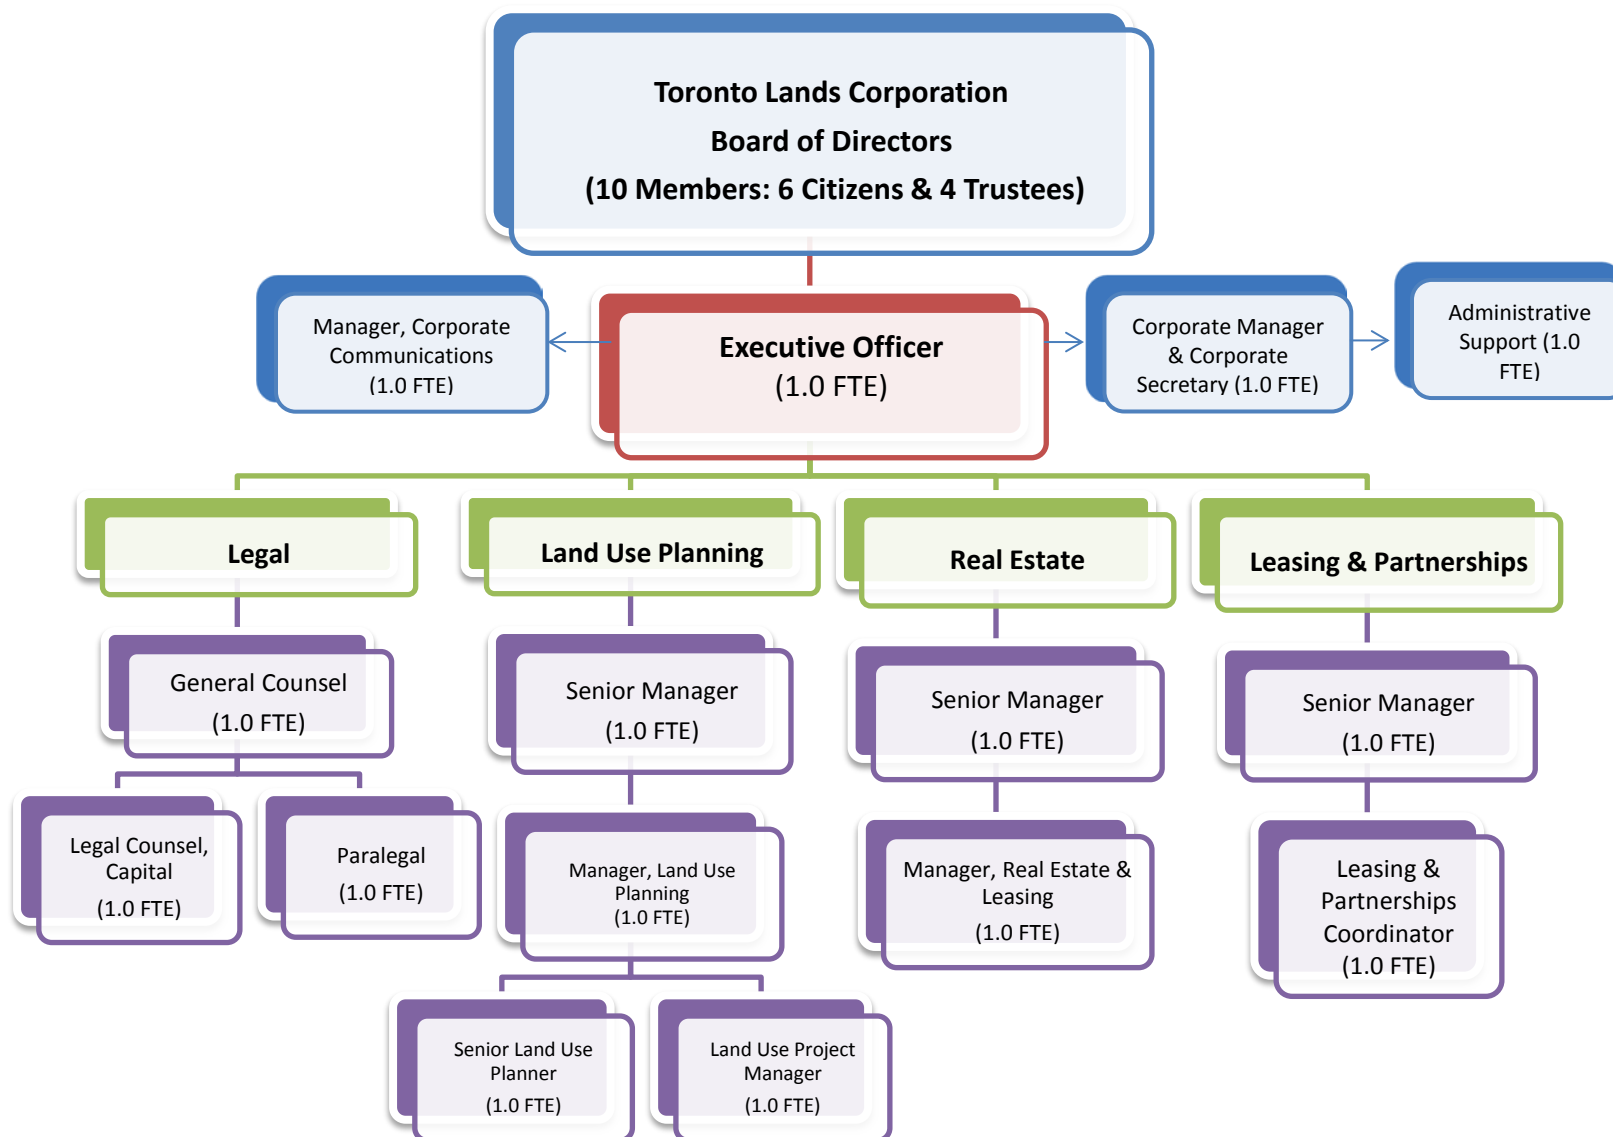 Toronto Lands Corporation
Board of Directors
(10 Members: 6 Citizens & 4 Trustees)
Manager, Corporate
Communications
(1.0 FTE)
Executive Officer
(1.0 FTE)
Corporate Manager
& Corporate
Secretary (1.0 FTE)
Administrative
Support (1.0
FTE)
Legal
Land Use Planning
Real Estate
Leasing & Partnerships
General Counsel
(1.0 FTE)
Senior Manager
(1.0 FTE)
Senior Manager
(1.0 FTE)
Senior Manager
(1.0 FTE)
Legal Counsel,
Capital
(1.0 FTE)
Paralegal
(1.0 FTE)
Manager, Land Use
Planning
(1.0 FTE)
Manager, Real Estate &
Leasing
(1.0 FTE)
Leasing &
Partnerships
Coordinator
(1.0 FTE)
Senior Land Use
Planner
(1.0 FTE)
Land Use Project
Manager
(1.0 FTE)